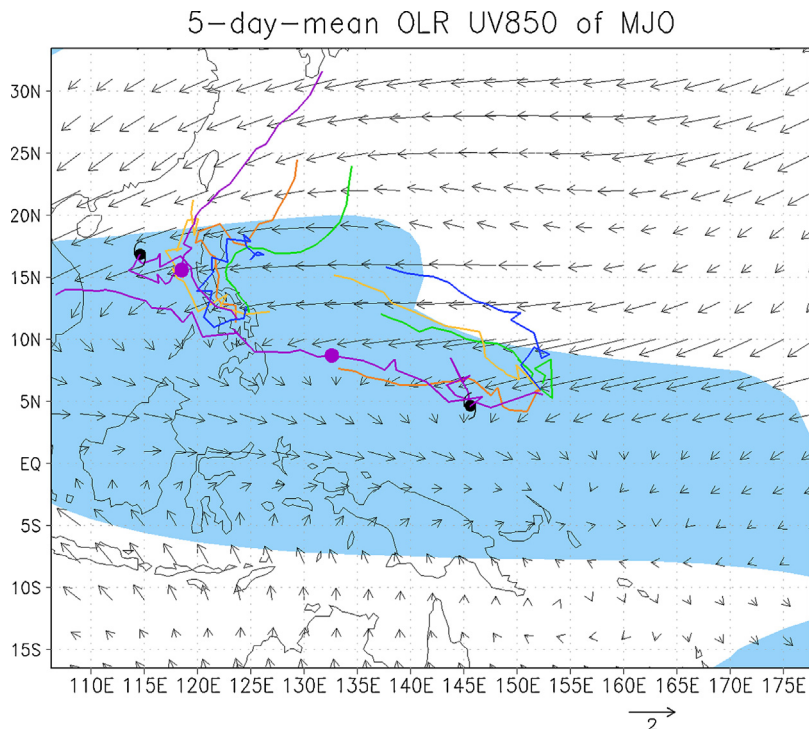 5-day-mean OLR UV850 of MJO
30N
25N
20N
15N
10N
5N
EQ
5S
10S
15S
110E 115E 120E 125E 130E 135E 140E 145E 150E 155E 160E 165E 170E 175E
2